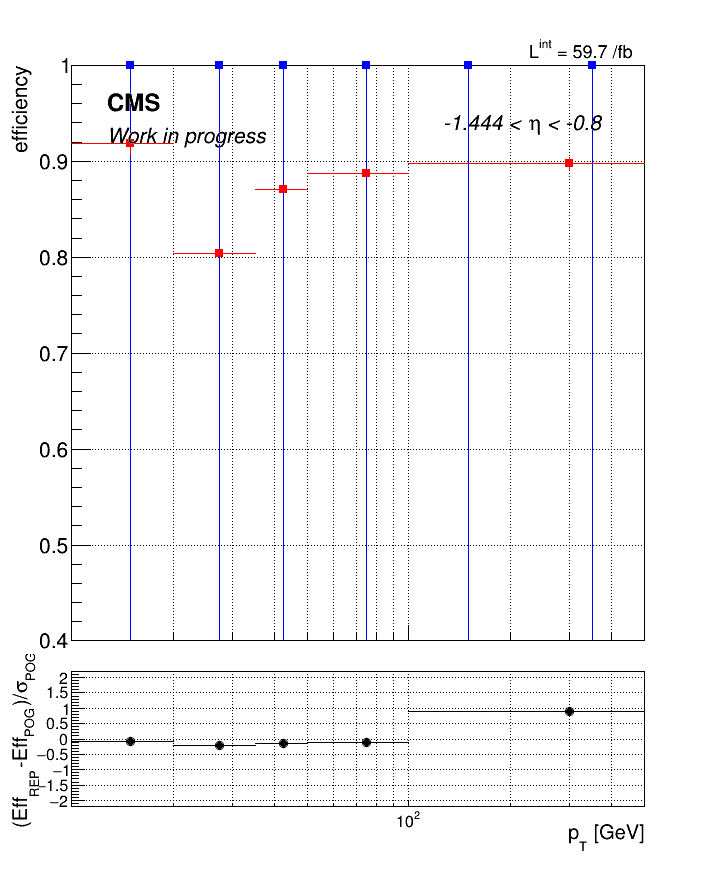 L^int = 59.7 /fb
efficiency
CMS
Work in progress
-1.444 < η < -0.8
1
0.9
0.8
0.7
0.6
0.5
0.4
(Eff_REP -Eff_POG )/σ_POG
2
1.5
1
0.5
0
−0.5
−1
−1.5
−2
10^2
p_T [GeV]